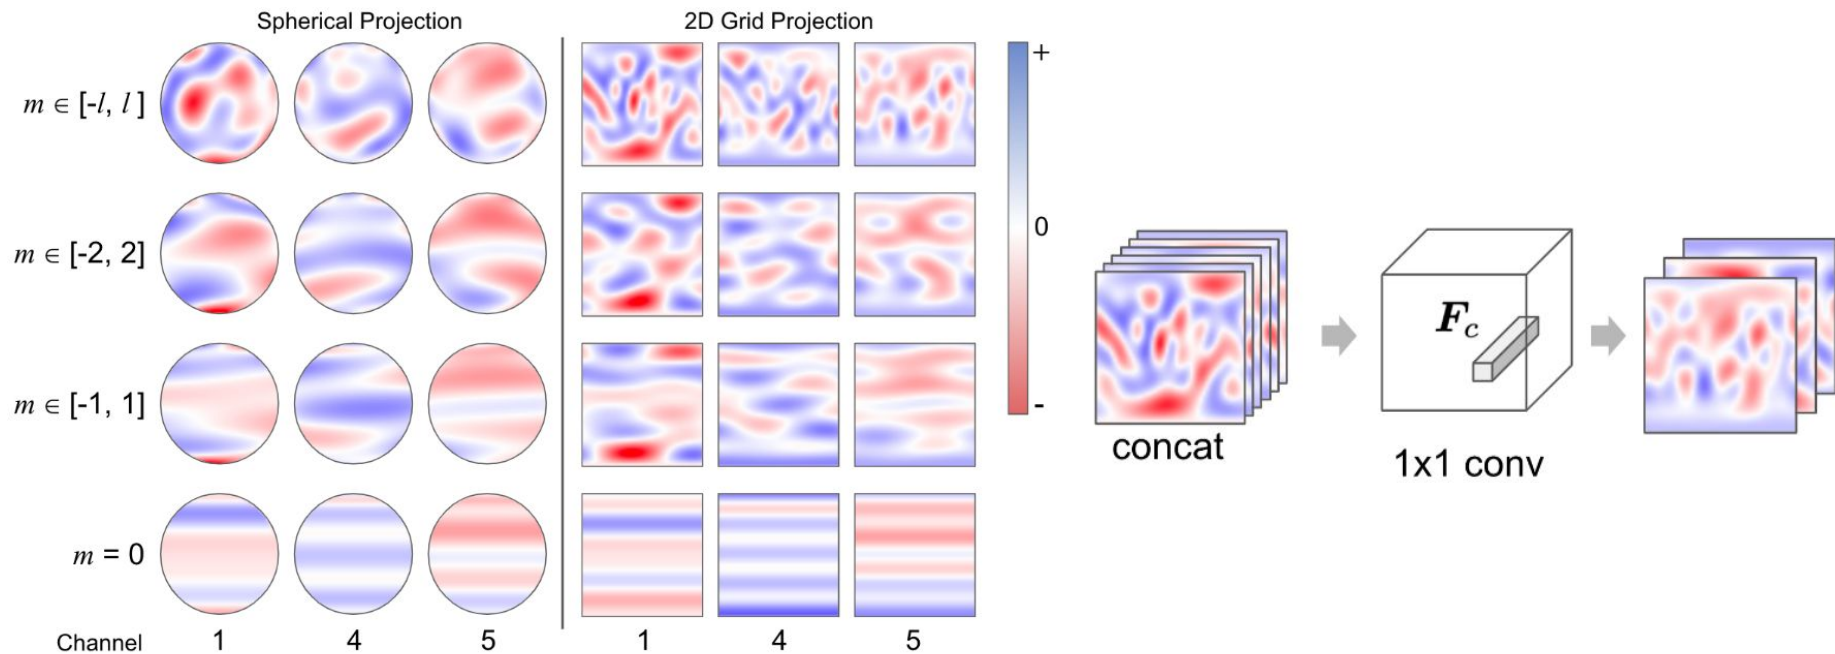 Spherical Projection
2D Grid Projection
m ∈ [-l, l ]
m ∈ [-2, 2]
m ∈ [-1, 1]
m = 0
Channel 1 4 5 1 4 5
+
0
-
concat
F_c
1x1 conv